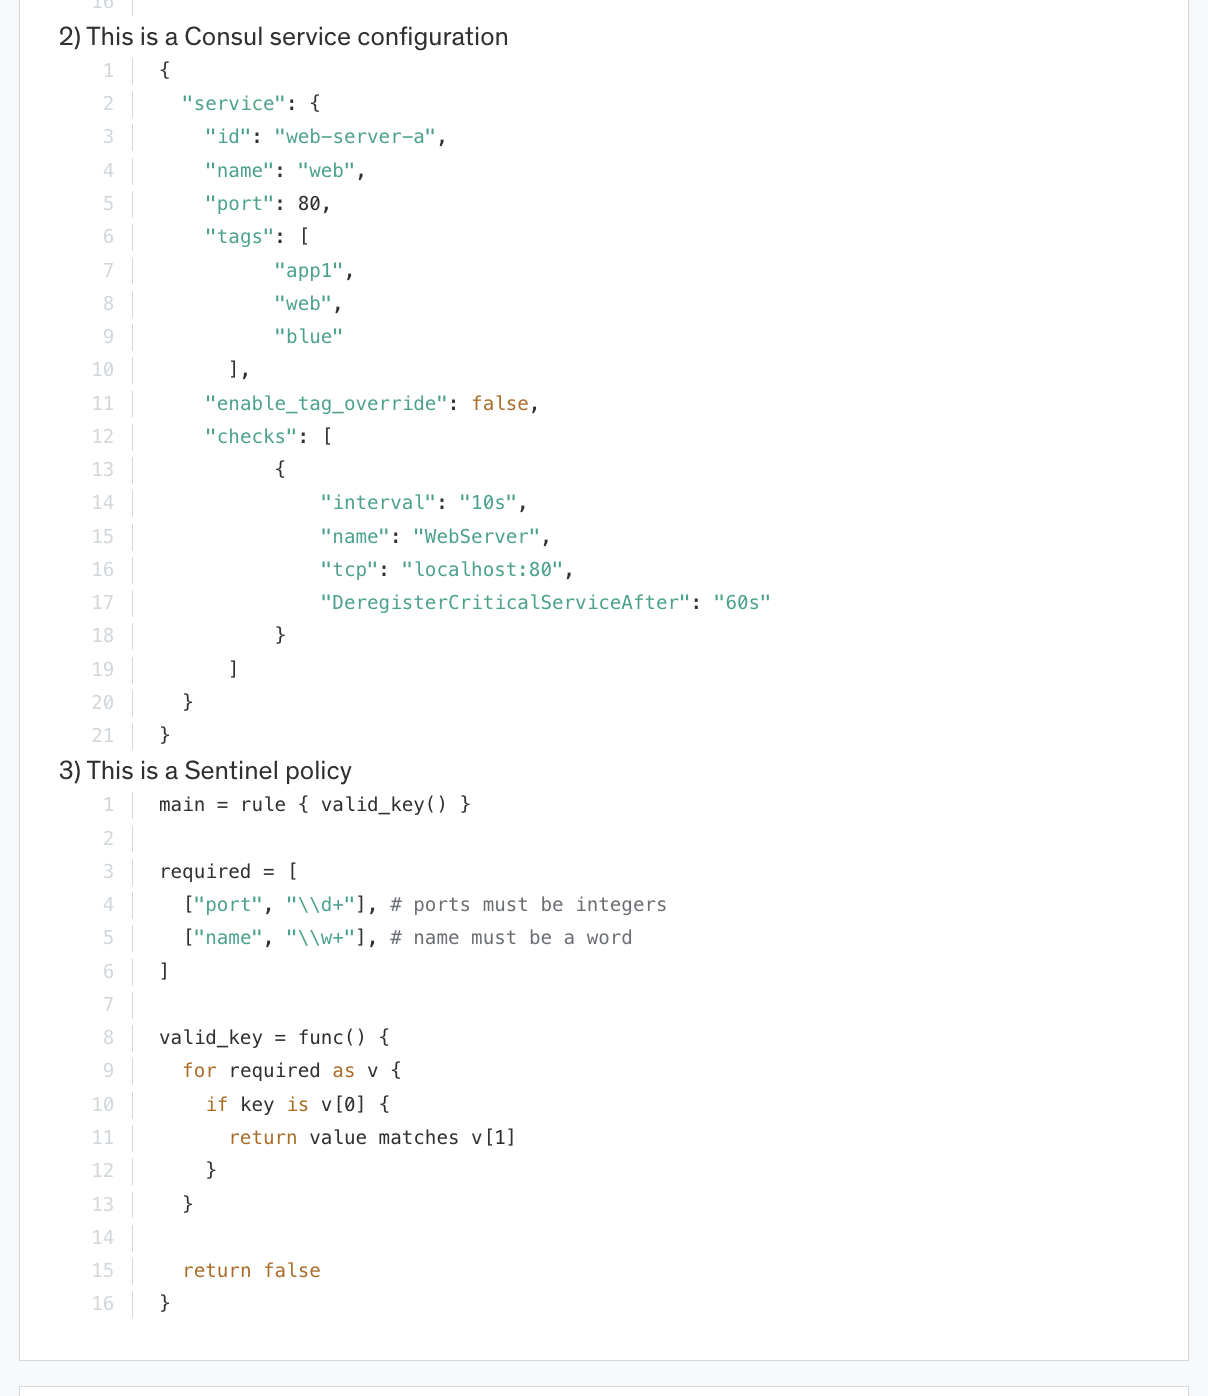 16
2) This is a Consul service configuration
1 {
2   "service": {
3     "id": "web-server-a",
4     "name": "web",
5     "port": 80,
6     "tags": [
7           "app1",
8           "web",
9           "blue"
10       ],
11     "enable_tag_override": false,
12     "checks": [
13           {
14               "interval": "10s",
15               "name": "WebServer",
16               "tcp": "localhost:80",
17               "DeregisterCriticalServiceAfter": "60s"
18           }
19       ]
20   }
21 }
3) This is a Sentinel policy
1 main = rule { valid_key() }
2
3 required = [
4   ["port", "\\d+"], # ports must be integers
5   ["name", "\\w+"], # name must be a word
6 ]
7
8 valid_key = func() {
9   for required as v {
10     if key is v[0] {
11       return value matches v[1]
12     }
13   }
14
15   return false
16 }